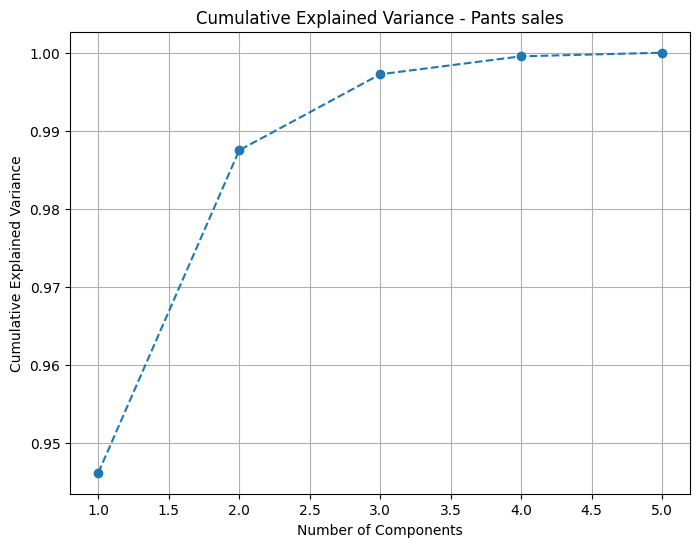 Cumulative Explained Variance - Pants sales
Cumulative Explained Variance
1.00
0.99
0.98
0.97
0.96
0.95
1.0 1.5 2.0 2.5 3.0 3.5 4.0 4.5 5.0
Number of Components